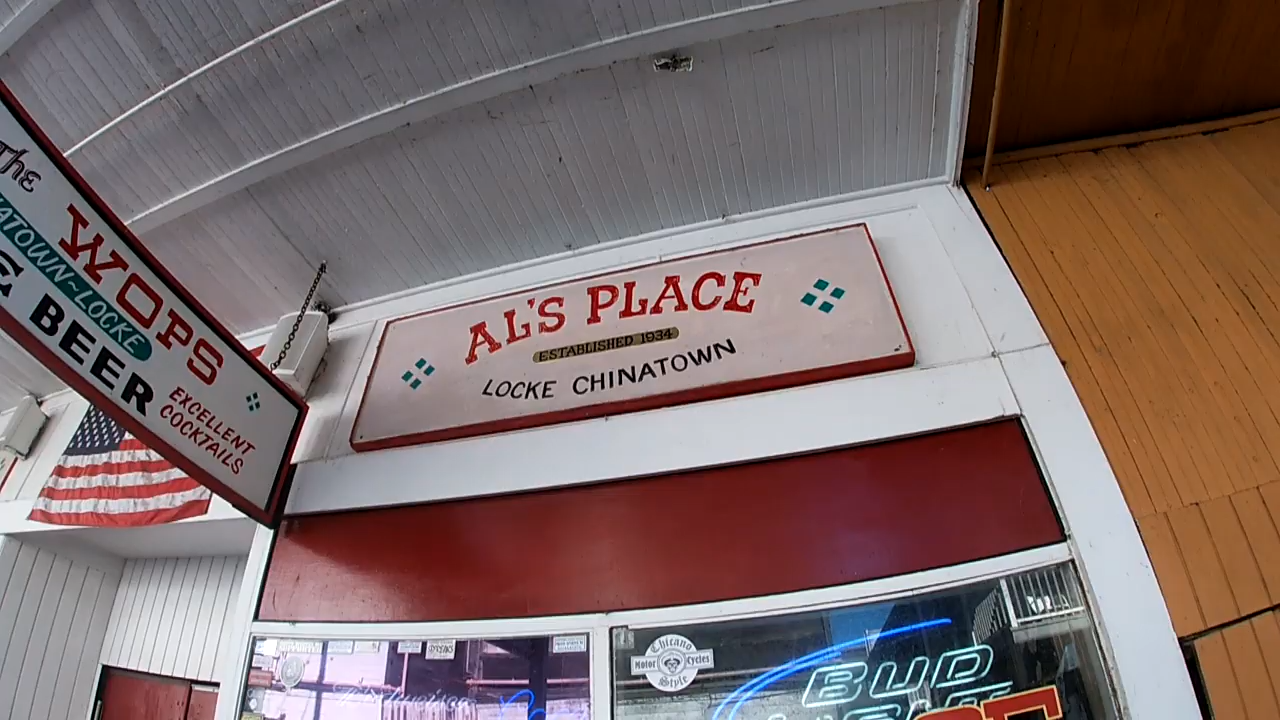 The
WOPS
ATOWN~LOCKE
& BEER
EXCELLENT
COCKTAILS
AL'S PLACE
ESTABLISHED 1934
LOCKE CHINATOWN
Chicano
Motor Cycles
Style
BUD